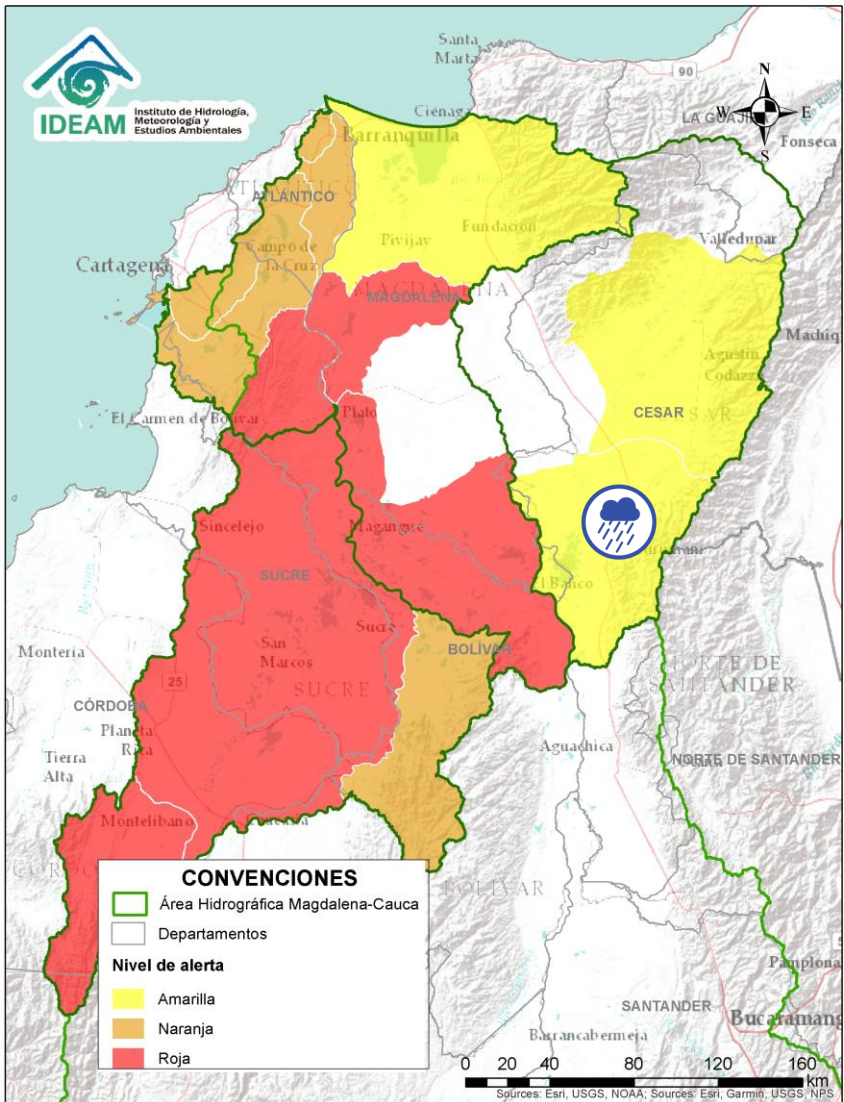 IDEAM
Instituto de Hidrología,
Meteorología y
Estudios Ambientales
Santa
Marta
90
N
W
E
S
LA GUAJIRA
Fonseca
Ciénaga
Barranquilla
ATLÁNTICO
Valledupar
Fundación
Pivijay
Campo de
la Cruz
Cartagena
MAGDALENA
Agustín
Codazzi
El Carmen de Bolívar
Plato
CESAR
Sincelejo
Magangue
SUCRE
El Banco
San
Marcos
Sucre
BOLÍVAR
Montería
SUCRE
25
NORTE DE
SANTANDER
CÓRDOBA
Planeta
Rica
Tierra
Alta
Aguachica
NORTE DE SANTANDER
Montelibano
BOLÍVAR
CONVENCIONES
Área Hidrográfica Magdalena-Cauca
Departamentos
Nivel de alerta
Amarilla
Naranja
Roja
Pamplona
SANTANDER
Bucaramang
Barrancabermeja
0 20 40 80 120 160
km
Sources: Esri, USGS, NOAA; Sources: Esri, Garmin, USGS, NPS